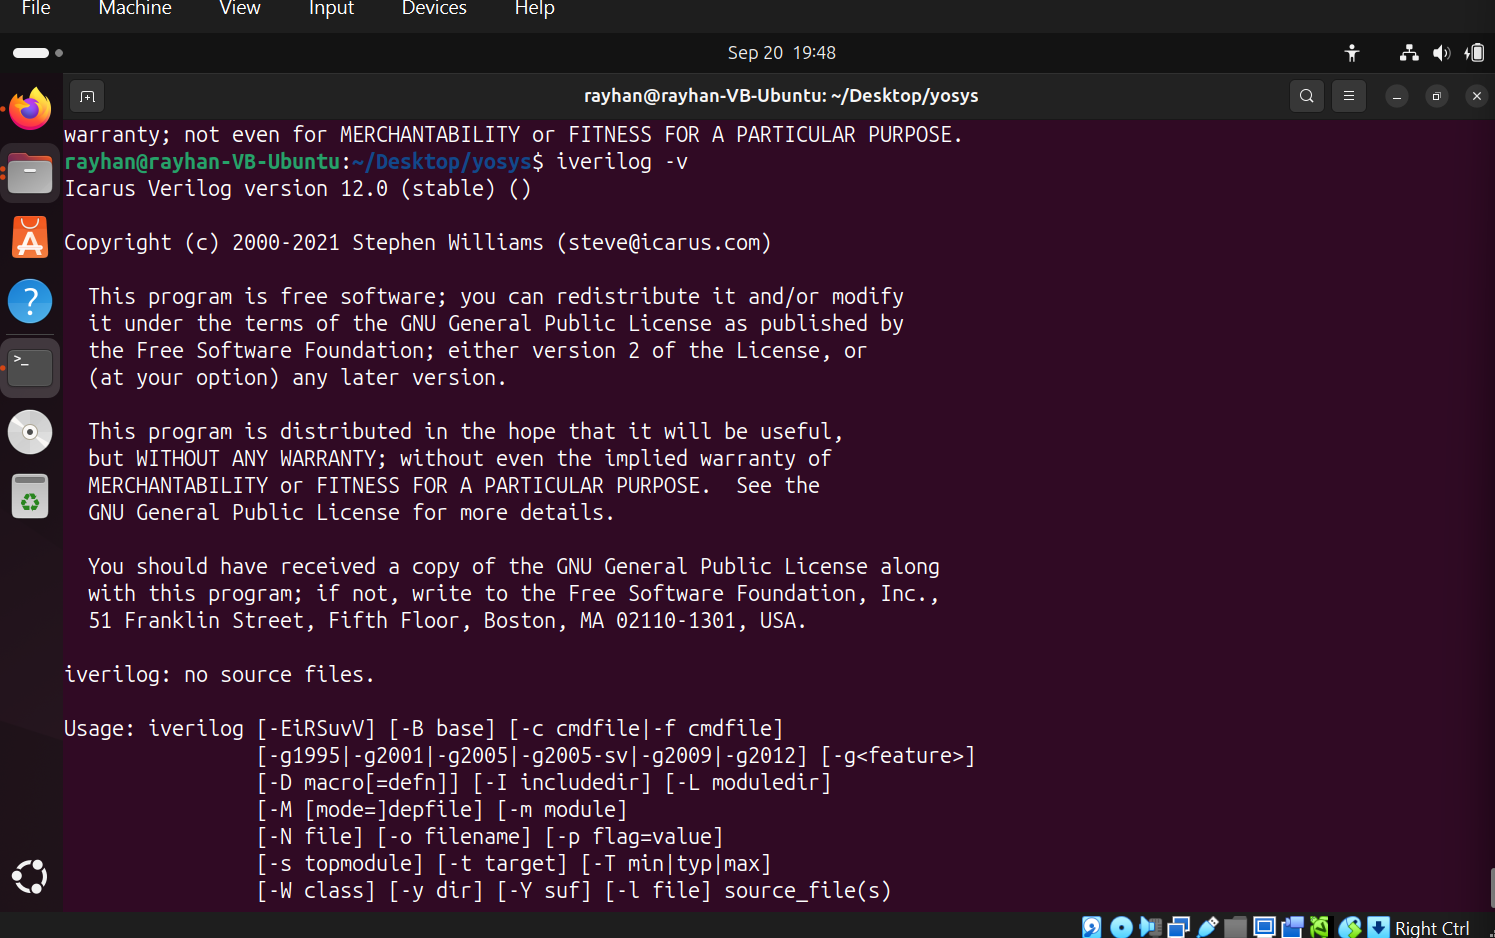 File Machine View Input Devices Help
Sep 20 19:48
rayhan@rayhan-VB-Ubuntu: ~/Desktop/yosys
warranty; not even for MERCHANTABILITY or FITNESS FOR A PARTICULAR PURPOSE.
rayhan@rayhan-VB-Ubuntu:~/Desktop/yosys$ iverilog -v
Icarus Verilog version 12.0 (stable) ()
Copyright (c) 2000-2021 Stephen Williams (steve@icarus.com)
This program is free software; you can redistribute it and/or modify
it under the terms of the GNU General Public License as published by
the Free Software Foundation; either version 2 of the License, or
(at your option) any later version.
This program is distributed in the hope that it will be useful,
but WITHOUT ANY WARRANTY; without even the implied warranty of
MERCHANTABILITY or FITNESS FOR A PARTICULAR PURPOSE.  See the
GNU General Public License for more details.
You should have received a copy of the GNU General Public License along
with this program; if not, write to the Free Software Foundation, Inc.,
51 Franklin Street, Fifth Floor, Boston, MA 02110-1301, USA.
iverilog: no source files.
Usage: iverilog [-EiRSuvV] [-B base] [-c cmdfile|-f cmdfile]
[-g1995|-g2001|-g2005|-g2005-sv|-g2009|-g2012] [-g<feature>]
[-D macro[=defn]] [-I includedir] [-L moduledir]
[-M [mode=]depfile] [-m module]
[-N file] [-o filename] [-p flag=value]
[-s topmodule] [-t target] [-T min|typ|max]
[-W class] [-y dir] [-Y suf] [-l file] source_file(s)
Right Ctrl